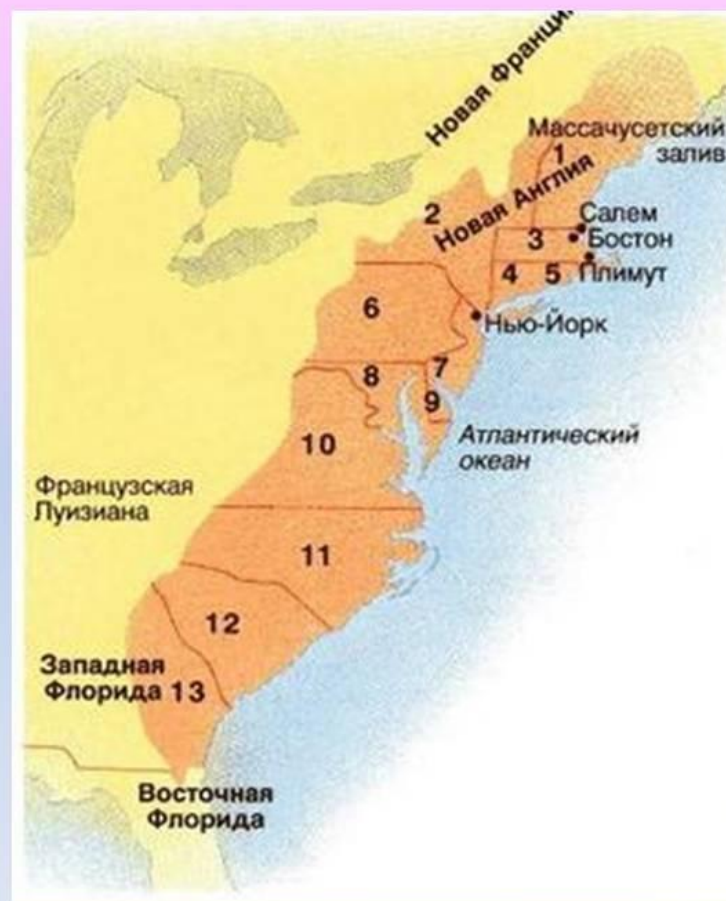 Новая Франци
Массачусетский
залив
1
Новая Англия
2
Салем
3
Бостон
4
5
Плимут
6
Нью-Йорк
7
8
9
10
Атлантический
океан
Французская
Луизиана
11
12
Западная
Флорида
13
Восточная
Флорида